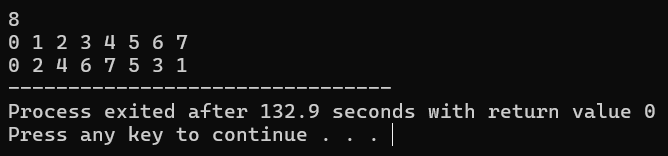 8
0 1 2 3 4 5 6 7
0 2 4 6 7 5 3 1
--------------------------------
Process exited after 132.9 seconds with return value 0
Press any key to continue . . .